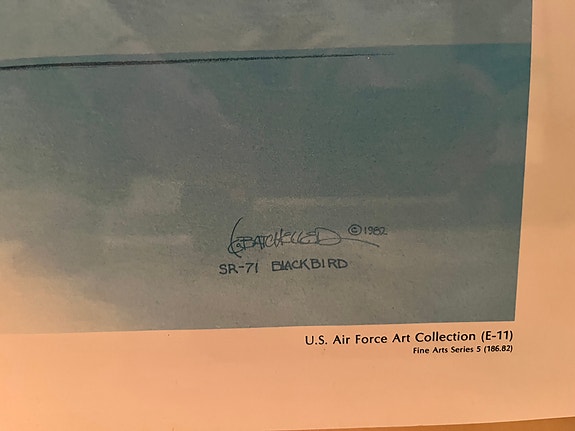 © 1982
SR-71 BLACKBIRD
U.S. Air Force Art Collection (E-11)
Fine Arts Series 5 (186.82)